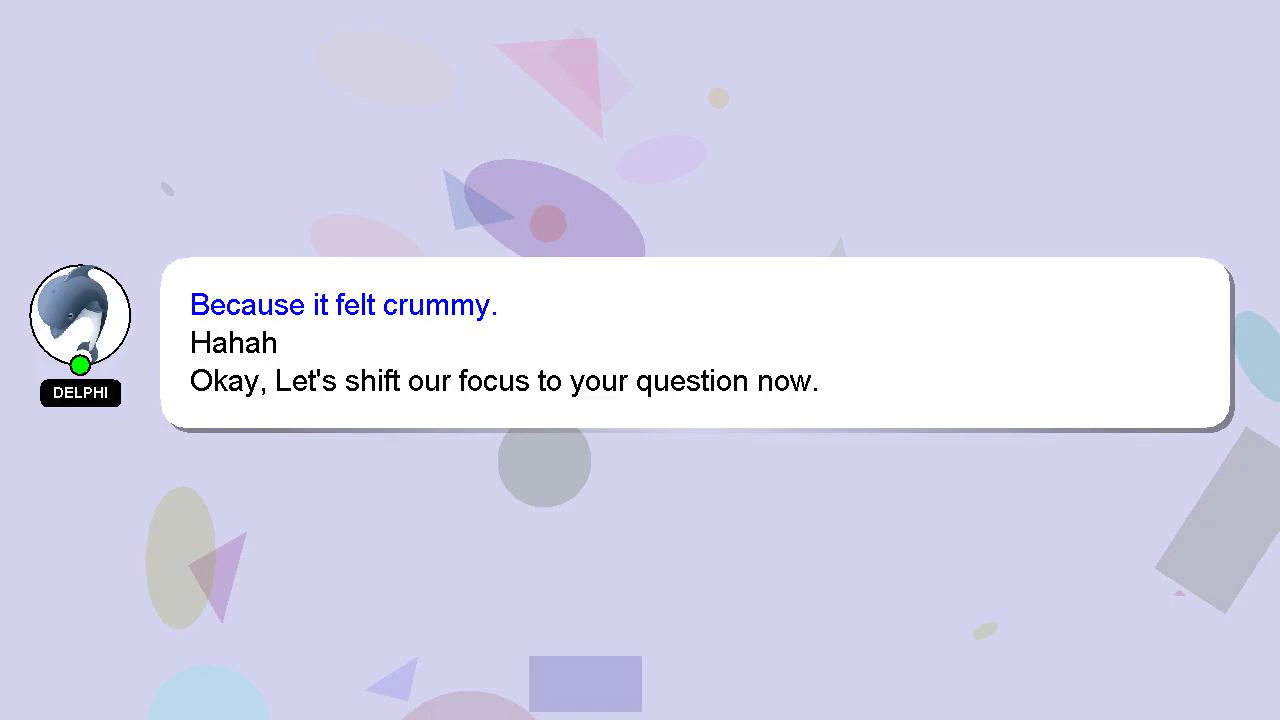 Because it felt crummy.
Hahah
Okay, Let's shift our focus to your question now.
DELPHI